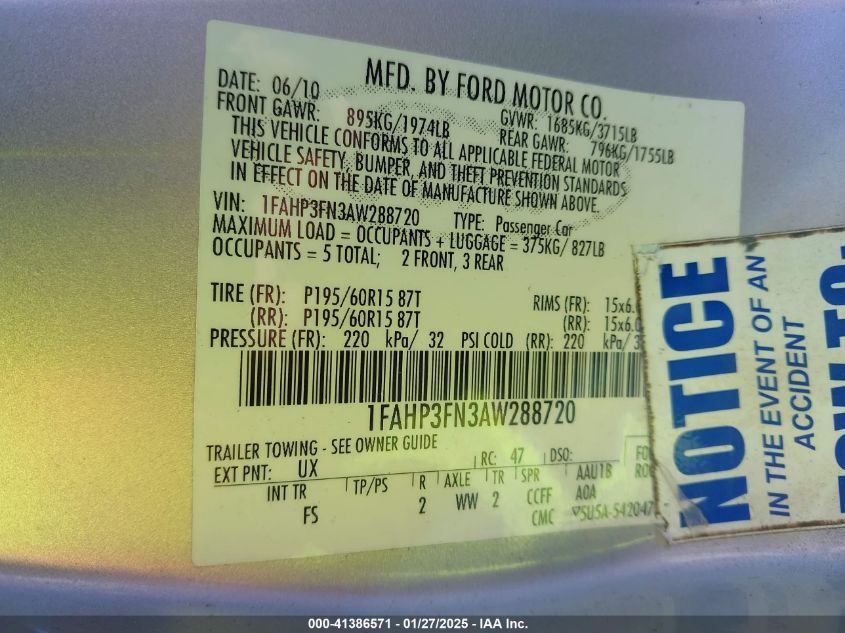 MFD. BY FORD MOTOR CO.
DATE: 06/10
GVWR: 1685KG/3715LB
FRONT GAWR: 895KG/1974LB
REAR GAWR: 796KG/1755LB
THIS VEHICLE CONFORMS TO ALL APPLICABLE FEDERAL MOTOR
VEHICLE SAFETY, BUMPER, AND THEFT PREVENTION STANDARDS
IN EFFECT ON THE DATE OF MANUFACTURE SHOWN ABOVE.
VIN: 1FAHP3FN3AW288720 TYPE: Passenger Car
MAXIMUM LOAD = OCCUPANTS + LUGGAGE = 375KG/ 827LB
OCCUPANTS = 5 TOTAL; 2 FRONT, 3 REAR
TIRE (FR): P195/60R15 87T RIMS (FR): 15x6.
(RR): P195/60R15 87T (RR): 15x6.
PRESSURE (FR): 220 kPa/ 32 PSI COLD (RR): 220 kPa/
1FAHP3FN3AW288720
TRAILER TOWING - SEE OWNER GUIDE
EXT PNT: UX RC: 47 DSO:
INT TR TP/PS R AXLE TR SPR AAU1B
FS 2 WW 2 CCFF AOA
CMC
NOTICE
IN THE EVENT OF AN
ACCIDENT
TOW TO:
000-41386571 / 01/27/2025 - IAA Inc.